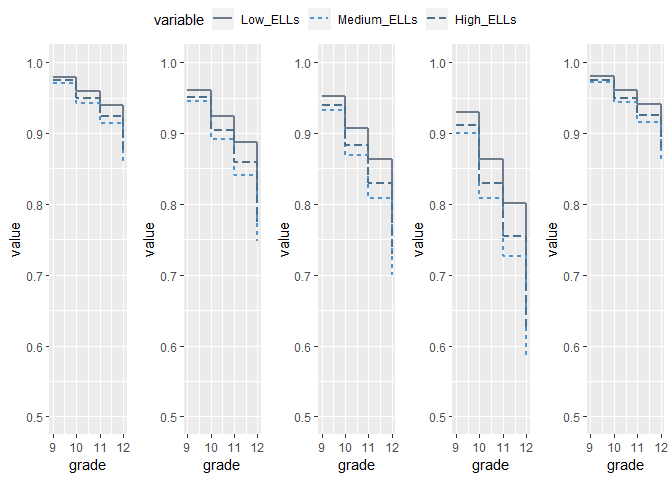 variable Low_ELLs Medium_ELLs High_ELLs
1.0 1.0 1.0 1.0 1.0
0.9 0.9 0.9 0.9 0.9
0.8 0.8 0.8 0.8 0.8
value value value value value
0.7 0.7 0.7 0.7 0.7
0.6 0.6 0.6 0.6 0.6
0.5 0.5 0.5 0.5 0.5
9 10 11 12 9 10 11 12 9 10 11 12 9 10 11 12 9 10 11 12
grade grade grade grade grade